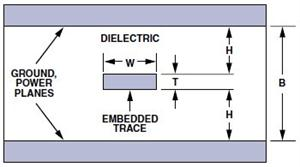 DIELECTRIC
W
H
T
B
GROUND,
POWER
PLANES
H
EMBEDDED
TRACE